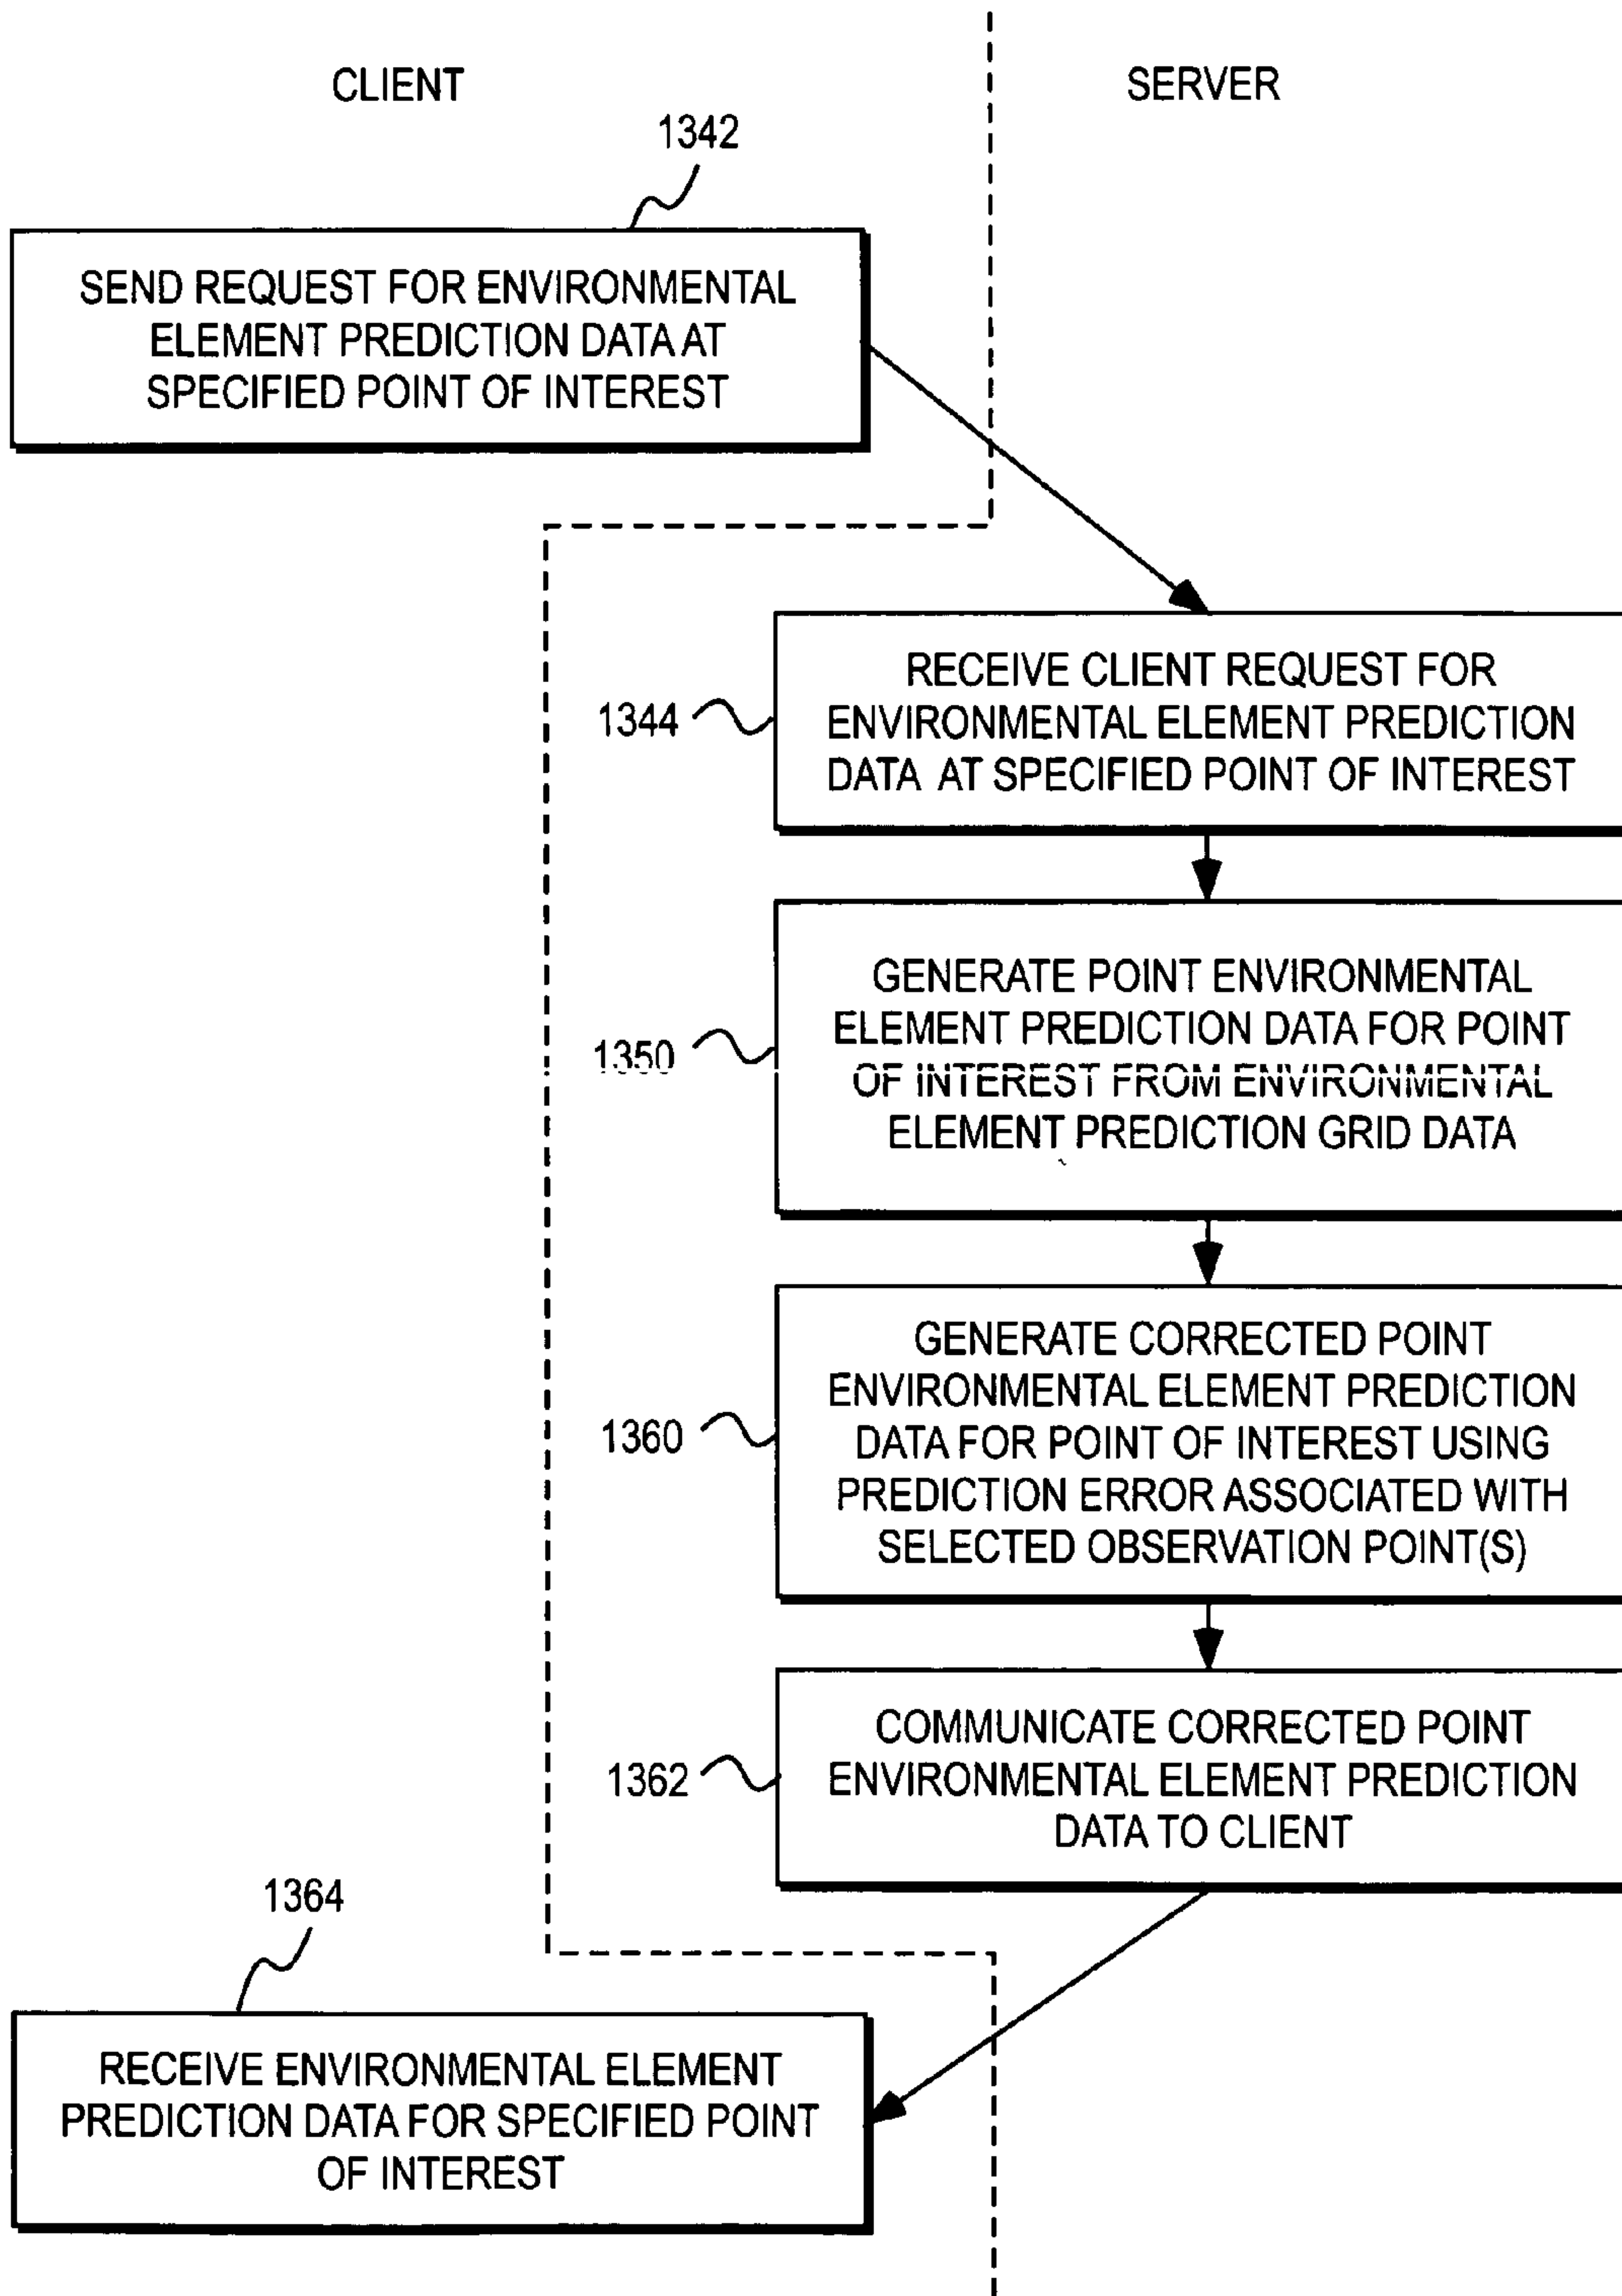 CLIENT
SERVER
1342
SEND REQUEST FOR ENVIRONMENTAL
ELEMENT PREDICTION DATA AT
SPECIFIED POINT OF INTEREST
1344
RECEIVE CLIENT REQUEST FOR
ENVIRONMENTAL ELEMENT PREDICTION
DATA AT SPECIFIED POINT OF INTEREST
1350
GENERATE POINT ENVIRONMENTAL
ELEMENT PREDICTION DATA FOR POINT
OF INTEREST FROM ENVIRONMENTAL
ELEMENT PREDICTION GRID DATA
1360
GENERATE CORRECTED POINT
ENVIRONMENTAL ELEMENT PREDICTION
DATA FOR POINT OF INTEREST USING
PREDICTION ERROR ASSOCIATED WITH
SELECTED OBSERVATION POINT(S)
1362
COMMUNICATE CORRECTED POINT
ENVIRONMENTAL ELEMENT PREDICTION
DATA TO CLIENT
1364
RECEIVE ENVIRONMENTAL ELEMENT
PREDICTION DATA FOR SPECIFIED POINT
OF INTEREST